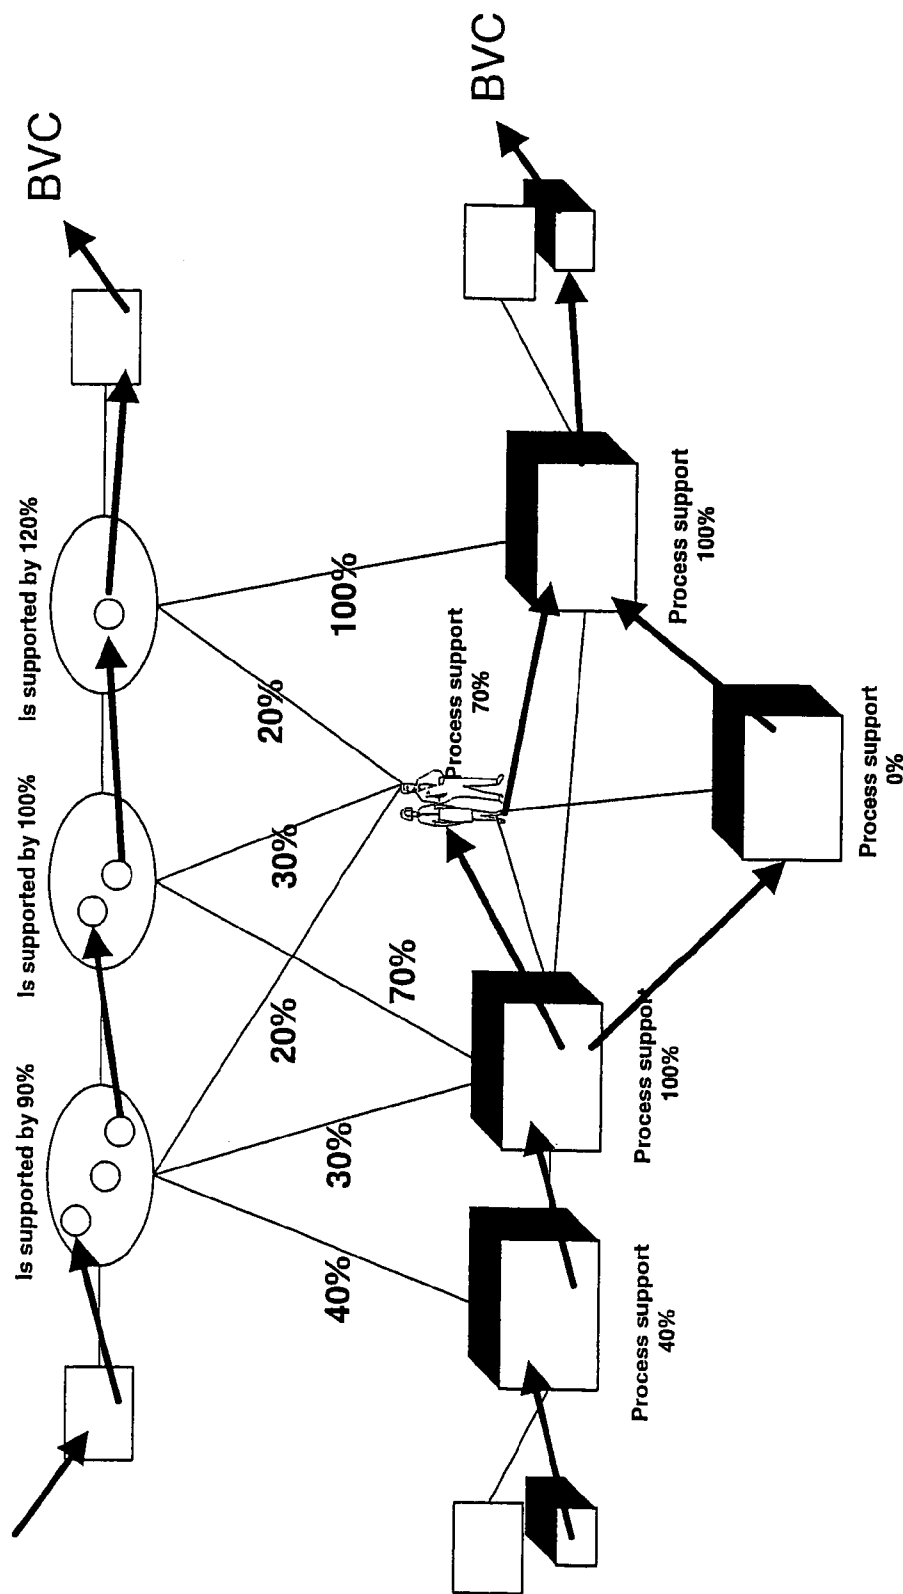 BVC
Is supported by 90%
Is supported by 100%
Is supported by 120%
40%
30%
20%
70%
30%
20%
100%
BVC
Process support
70%
Process support
40%
Process support
100%
Process support
100%
Process support
0%